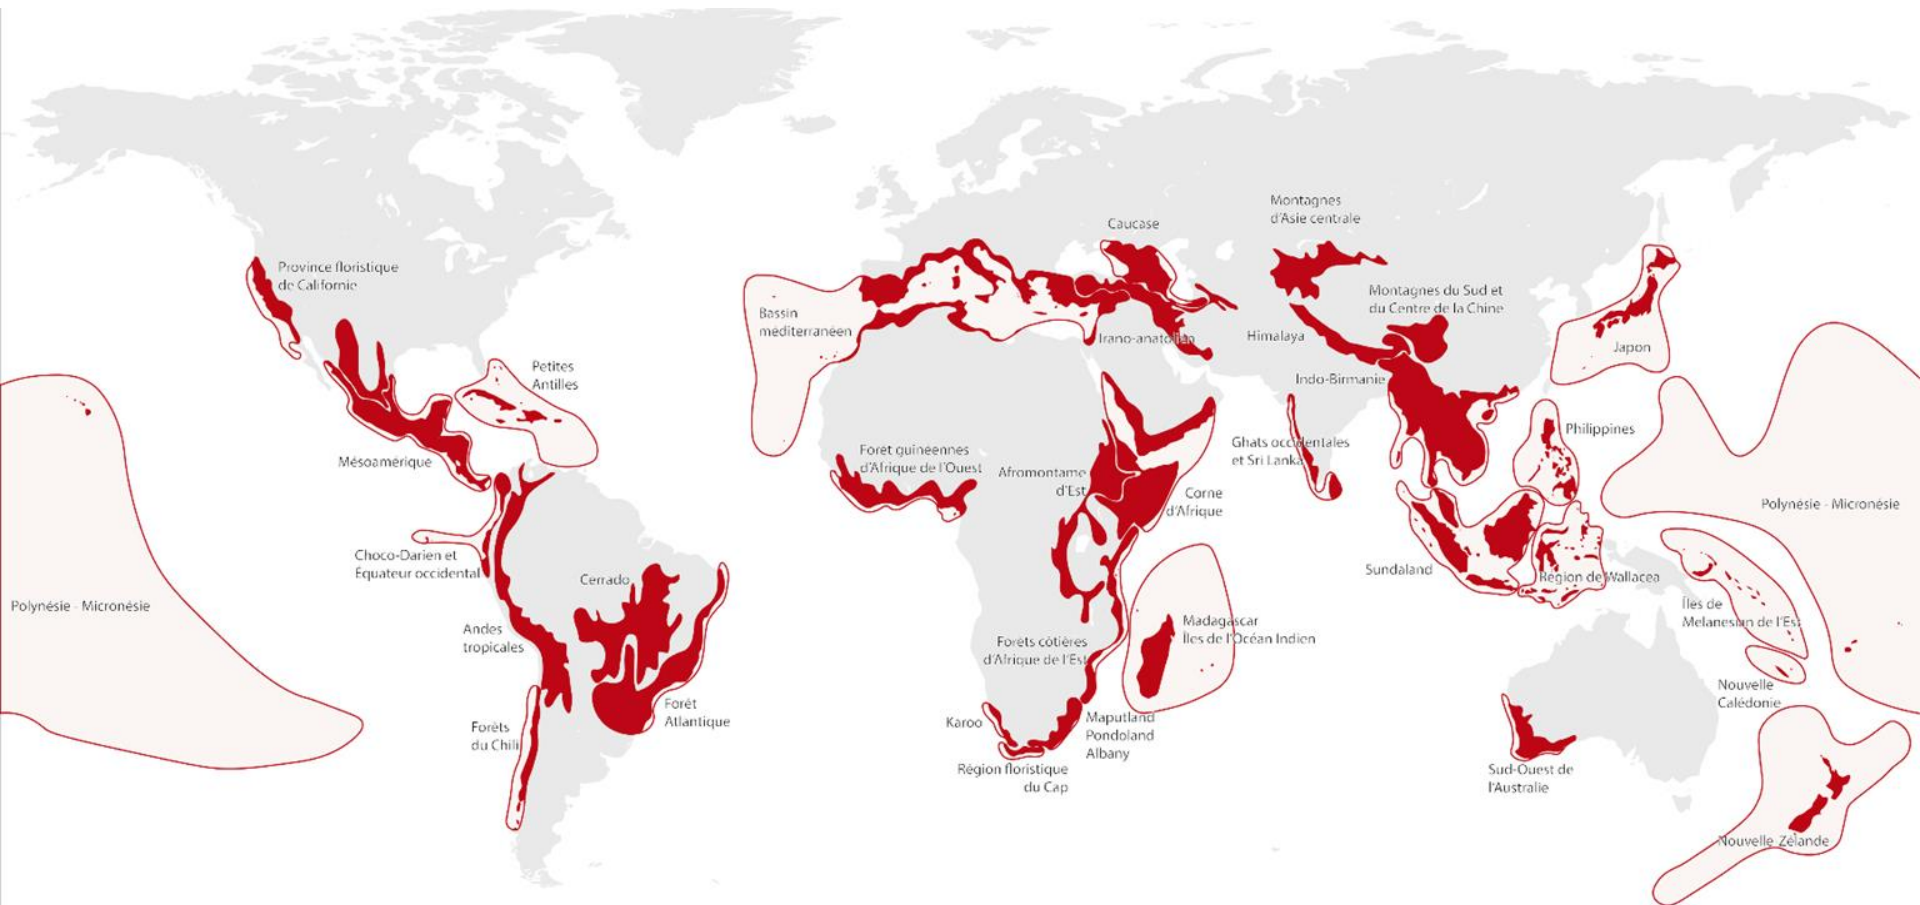 Montagnes
d'Asie centrale
Caucase
Province floristique
de Californie
Montagnes du Sud et
du Centre de la Chine
Bassin
méditerranéen
Irano-anatolien
Himalaya
Japon
Petites
Antilles
Indo-Birmanie
Philippines
Mésoamérique
Forêt guinéennes
d'Afrique de l'Ouest
Afromontame
d'Est
Ghats occidentales
et Sri Lanka
Corne
d'Afrique
Polynésie - Micronésie
Choco-Darien et
Équateur occidental
Cerrado
Sundaland
Région de Wallacea
Polynésie - Micronésie
Îles de
Melanesian de l'Est
Andes
tropicales
Forêts côtières
d'Afrique de l'Est
Madagascar
Îles de l'Océan Indien
Nouvelle
Calédonie
Forêt
Atlantique
Forêts
du Chili
Karoo
Maputland
Pondoland
Albany
Région floristique
du Cap
Sud-Ouest de
l'Australie
Nouvelle Zélande